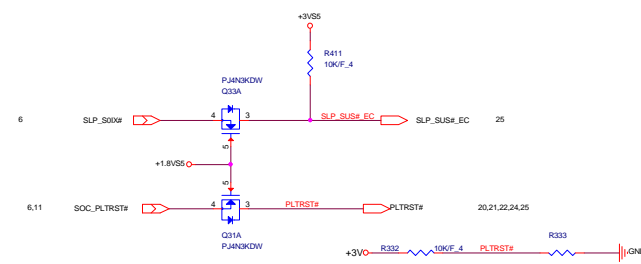 +3VS5
R411
10K/F_4
PJ4N3KDW
Q33A
6 SLP_S0IX# 4 3 SLP_SUS#_EC SLP_SUS#_EC 25
5
+1.8VS5
5
6,11 SOC_PLTRST# 4 3 PLTRST# PLTRST# 20,21,22,24,25
Q31A
PJ4N3KDW
+3V R332 10K/F_4 PLTRST# R333